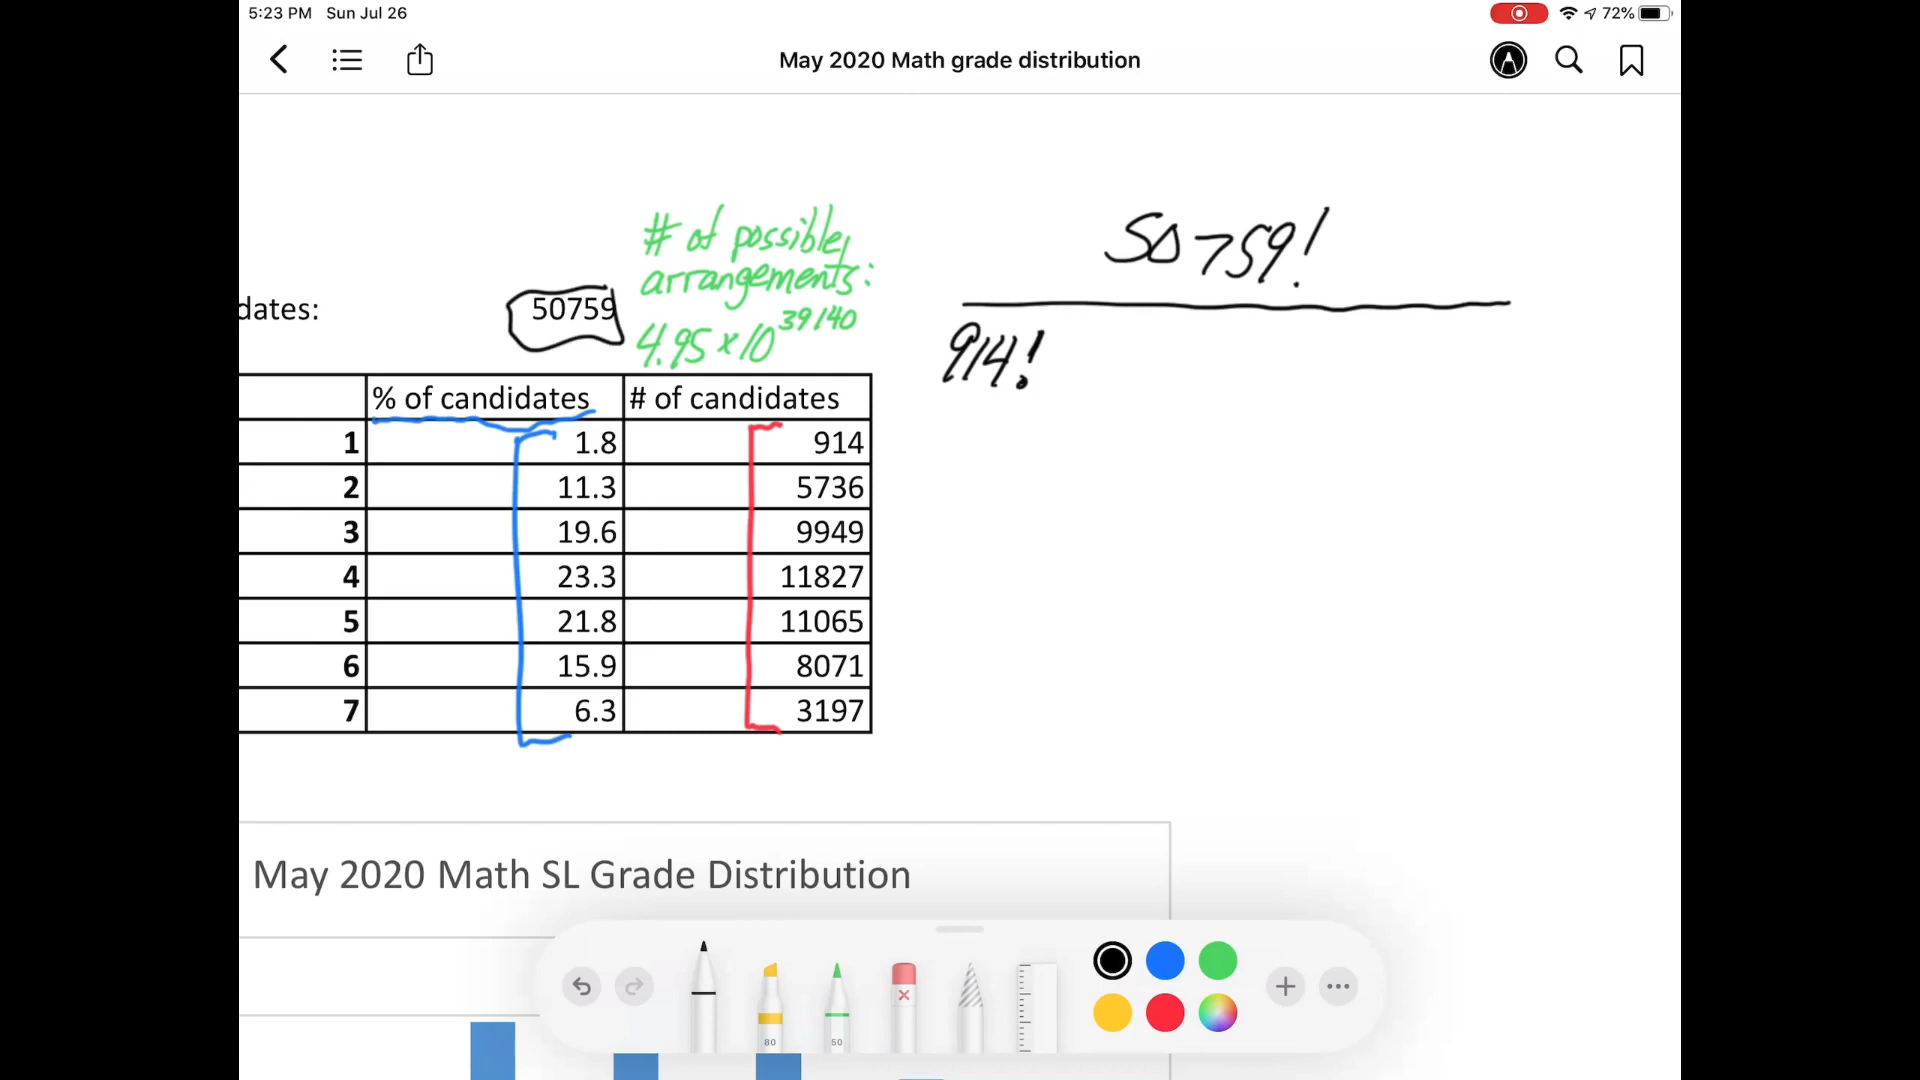 5:23 PM Sun Jul 26
72%
May 2020 Math grade distribution
# of possible
arrangements:
4.95 x 10^39140
50759!
914!
dates: 50759
% of candidates # of candidates
1 1.8 914
2 11.3 5736
3 19.6 9949
4 23.3 11827
5 21.8 11065
6 15.9 8071
7 6.3 3197
May 2020 Math SL Grade Distribution
80 50